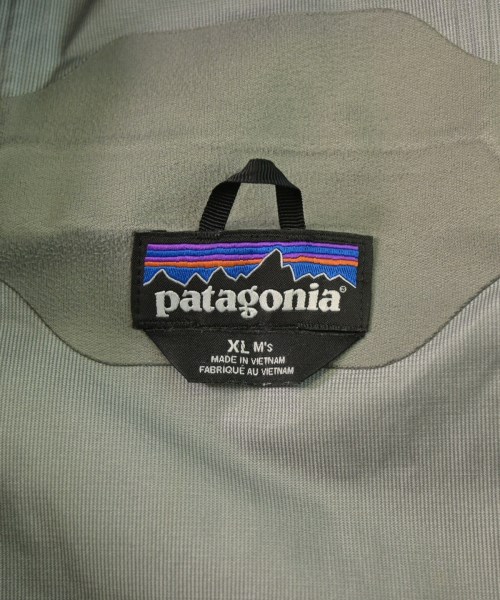 patagonia®
XL M's
MADE IN VIETNAM
FABRIQUÉ AU VIETNAM